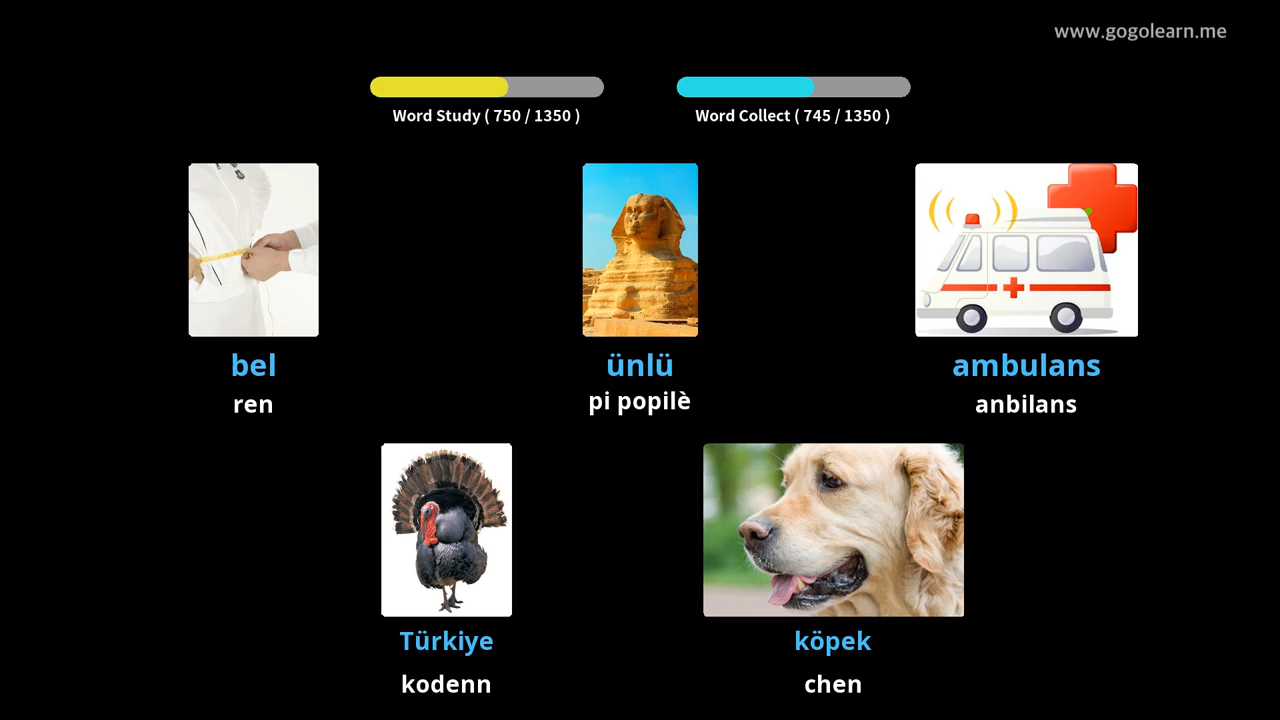 www.gogolearn.me
Word Study ( 750 / 1350 )
Word Collect ( 745 / 1350 )
bel
ren
ünlü
pi popilè
ambulans
anbilans
Türkiye
kodenn
köpek
chen